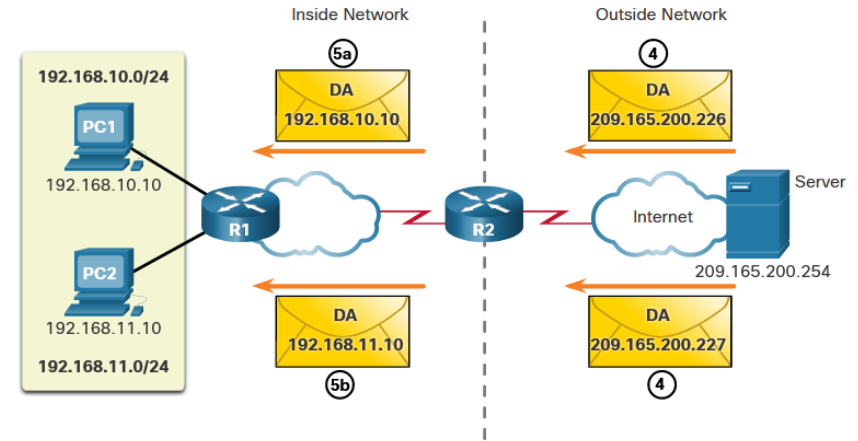 Inside Network
Outside Network
5a
4
192.168.10.0/24
DA
192.168.10.10
DA
209.165.200.226
PC1
192.168.10.10
Server
R1
Internet
R2
PC2
209.165.200.254
192.168.11.10
DA
192.168.11.10
DA
209.165.200.227
192.168.11.0/24
5b
4